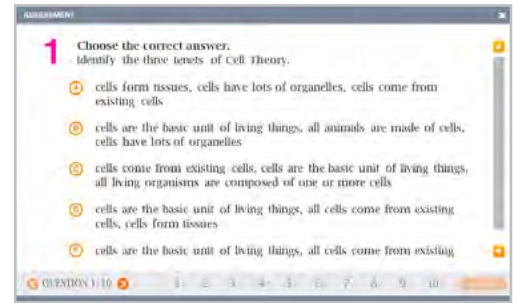 ASSESSMENT
1 Choose the correct answer.
Identify the three tenets of Cell Theory.
A cells form tissues, cells have lots of organelles, cells come from
existing cells
B cells are the basic unit of living things, all animals are made of cells,
cells have lots of organelles
C cells come from existing cells, cells are the basic unit of living things,
all living organisms are composed of one or more cells
D cells are the basic unit of living things, all cells come from existing
cells, cells form tissues
cells are the basic unit of living things, all cells come from existing
QUESTION 1/10 1 2 3 4 5 6 7 8 9 10